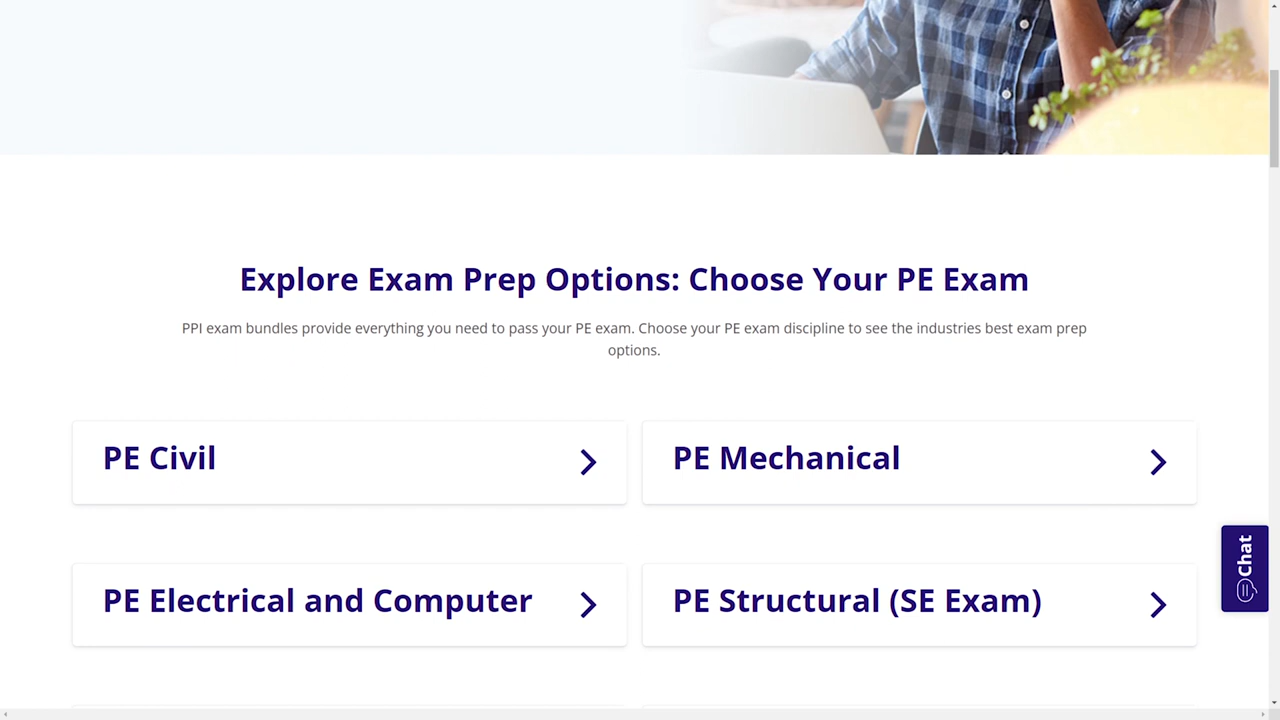 Explore Exam Prep Options: Choose Your PE Exam
PPI exam bundles provide everything you need to pass your PE exam. Choose your PE exam discipline to see the industries best exam prep
options.
PE Civil
PE Mechanical
PE Electrical and Computer
PE Structural (SE Exam)
Chat